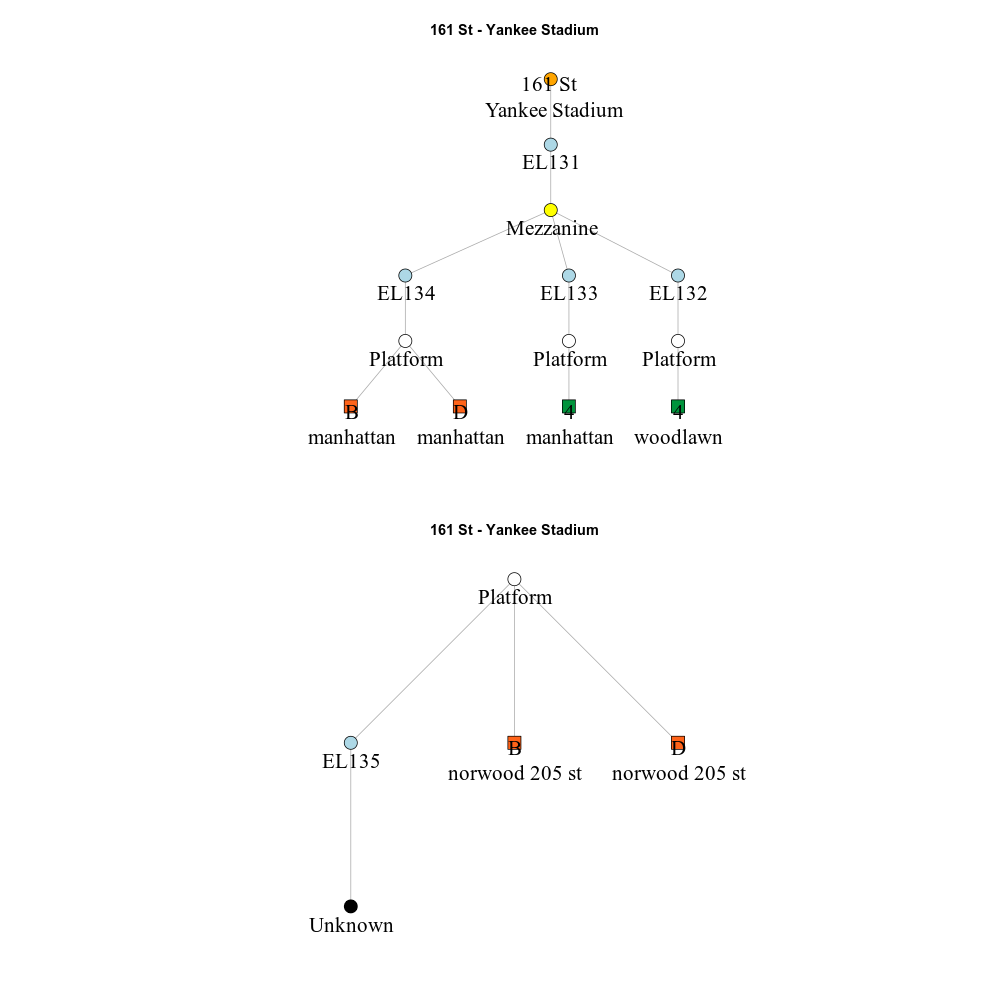 161 St - Yankee Stadium
161 St
Yankee Stadium
EL131
Mezzanine
EL134 EL133 EL132
Platform Platform Platform
B D 4 4
manhattan manhattan manhattan woodlawn
161 St - Yankee Stadium
Platform
EL135
B D
norwood 205 st norwood 205 st
Unknown